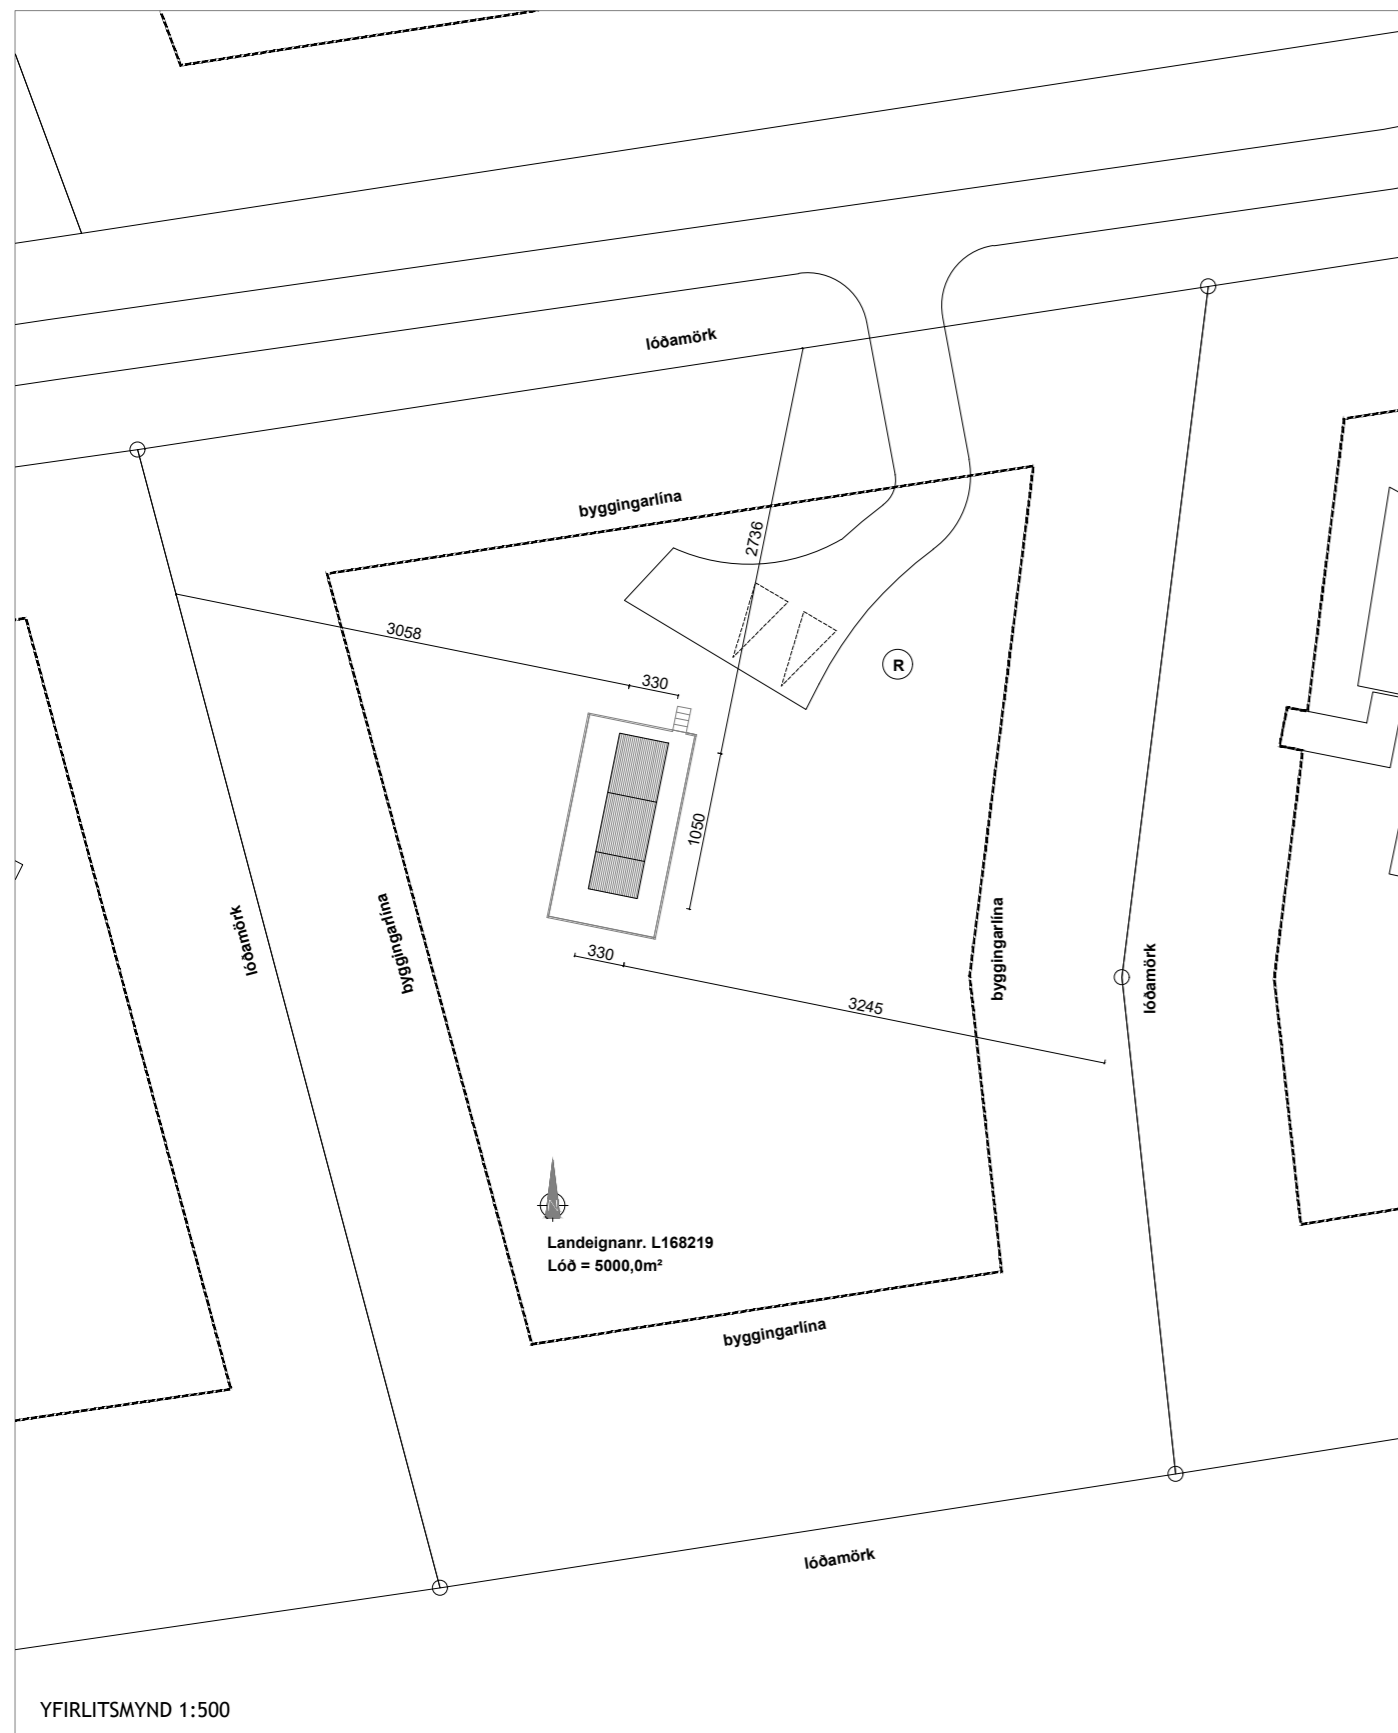 lóðamörk
byggingarlína
2736
3058
330
R
1050
byggingarlína
lóðamörk
byggingarlína
lóðamörk
330
3245
Landeignanr. L168219
Lóð = 5000,0m²
byggingarlína
lóðamörk
YFIRLITSMYND 1:500